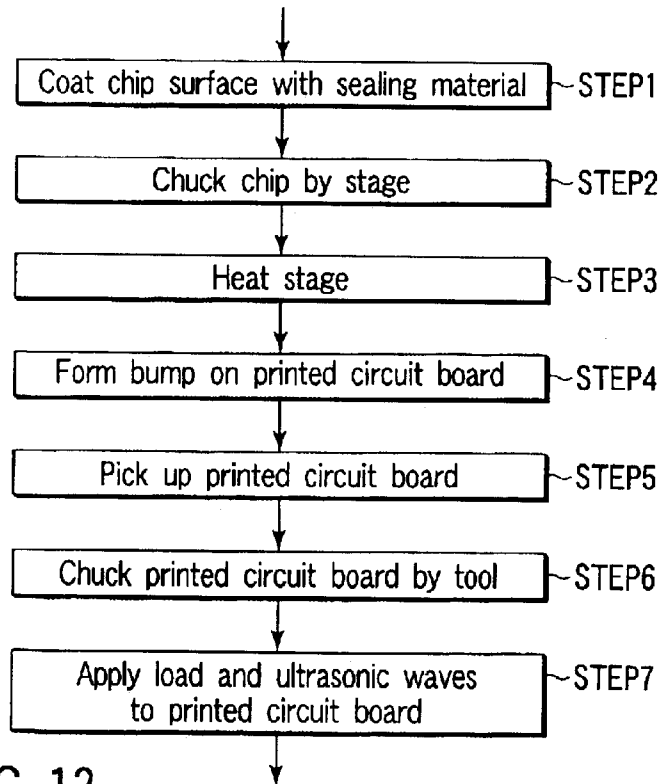 Coat chip surface with sealing material
STEP1
Chuck chip by stage
STEP2
Heat stage
STEP3
Form bump on printed circuit board
STEP4
Pick up printed circuit board
STEP5
Chuck printed circuit board by tool
STEP6
Apply load and ultrasonic waves
to printed circuit board
STEP7